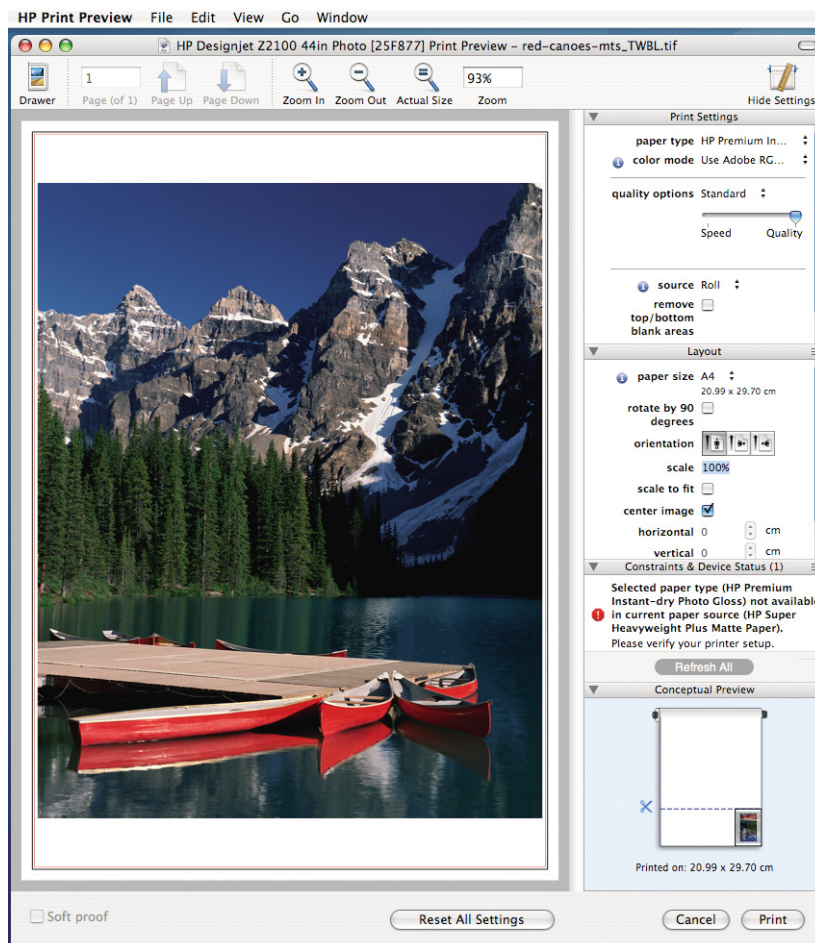 HP Print Preview File Edit View Go Window
HP Designjet Z2100 44in Photo [25F877] Print Preview – red-canoes-mts_TWBL.tif
1
93%
Drawer Page (of 1) Page Up Page Down Zoom In Zoom Out Actual Size Zoom Hide Settings
Print Settings
paper type HP Premium In...
color mode Use Adobe RG...
quality options Standard
Speed Quality
source Roll
remove
top/bottom
blank areas
Layout
paper size A4
20.99 x 29.70 cm
rotate by 90
degrees
orientation
scale 100%
scale to fit
center image
horizontal 0 cm
vertical 0 cm
Constraints & Device Status (1)
Selected paper type (HP Premium
Instant-dry Photo Gloss) not available
in current paper source (HP Super
Heavyweight Plus Matte Paper).
Please verify your printer setup.
Refresh All
Conceptual Preview
Printed on: 20.99 x 29.70 cm
Soft proof Reset All Settings Cancel Print